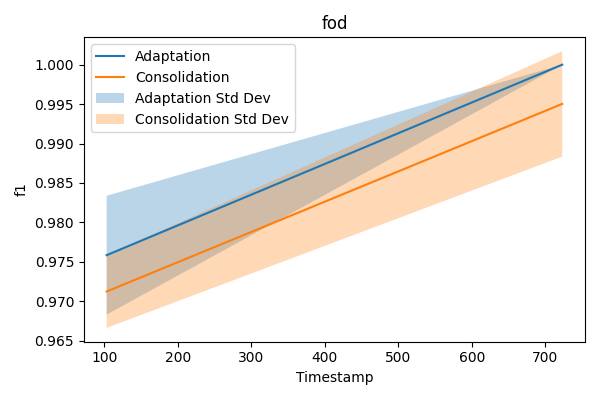 fod
Adaptation
Consolidation
Adaptation Std Dev
Consolidation Std Dev
f1
1.000
0.995
0.990
0.985
0.980
0.975
0.970
0.965
100 200 300 400 500 600 700
Timestamp